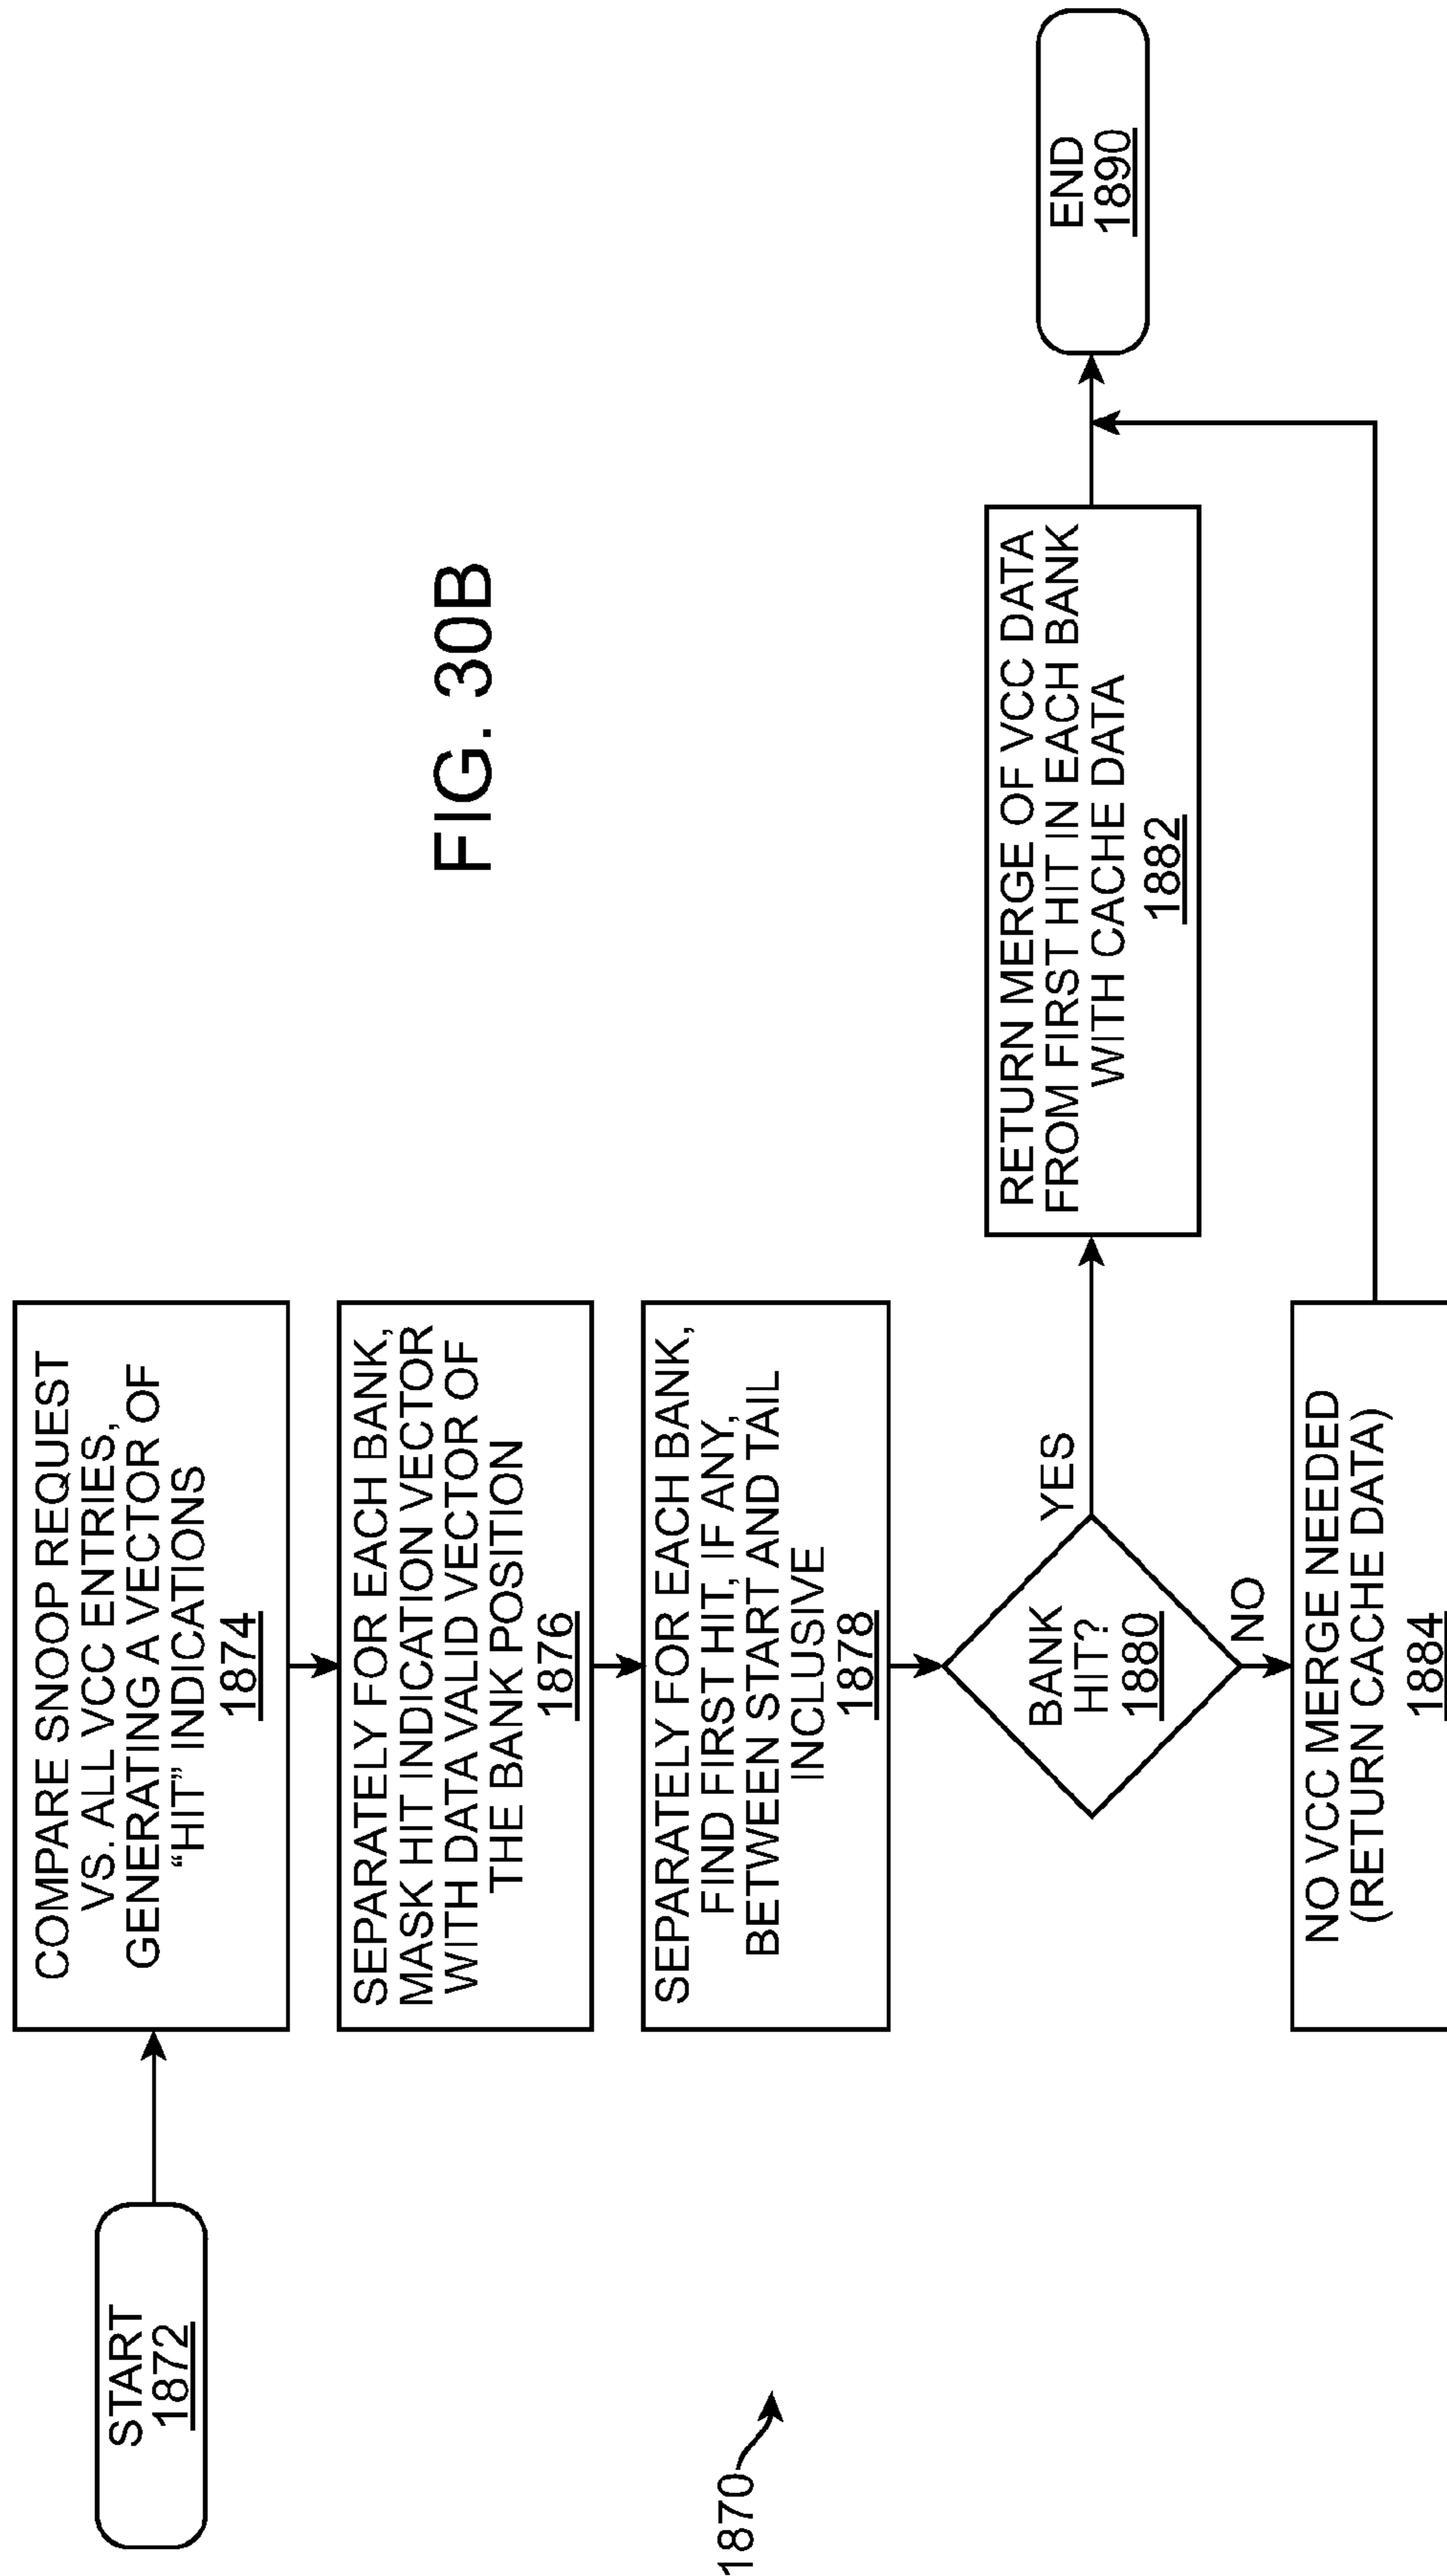 START
1872
COMPARE SNOOP REQUEST
VS. ALL VCC ENTRIES,
GENERATING A VECTOR OF
“HIT” INDICATIONS
1874
SEPARATELY FOR EACH BANK,
MASK HIT INDICATION VECTOR
WITH DATA VALID VECTOR OF
THE BANK POSITION
1876
SEPARATELY FOR EACH BANK,
FIND FIRST HIT, IF ANY,
BETWEEN START AND TAIL
INCLUSIVE
1878
BANK
HIT?
1880
YES
NO
RETURN MERGE OF VCC DATA
FROM FIRST HIT IN EACH BANK
WITH CACHE DATA
1882
NO VCC MERGE NEEDED
(RETURN CACHE DATA)
1884
END
1890
1870
FIG. 30B